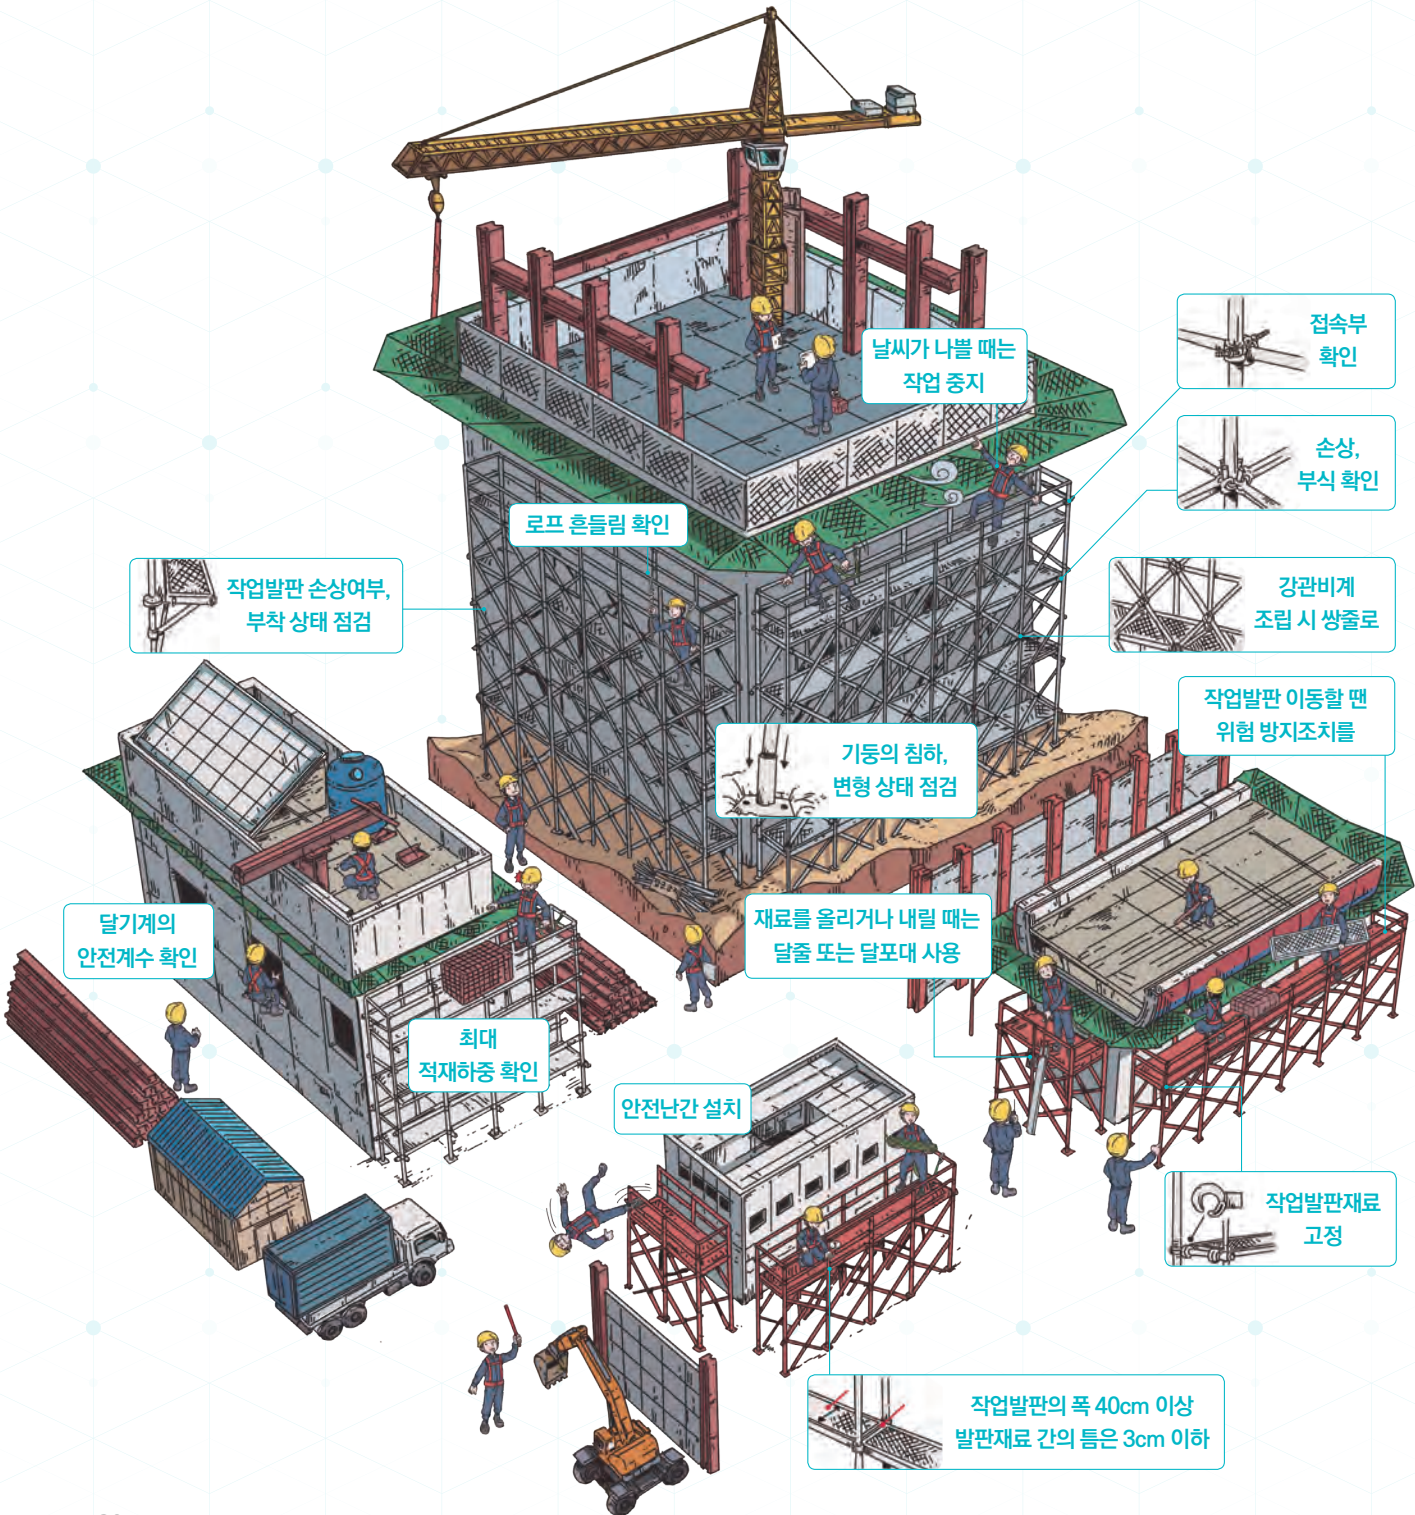 접속부
확인
날씨가 나쁠 때는
작업 중지
손상,
부식 확인
로프 흔들림 확인
작업발판 손상여부,
부착 상태 점검
강관비계
조립 시 쌍줄로
작업발판 이동할 땐
위험 방지조치를
기둥의 침하,
변형 상태 점검
재료를 올리거나 내릴 때는
달줄 또는 달포대 사용
달기계의
안전계수 확인
최대
적재하중 확인
안전난간 설치
작업발판재료
고정
작업발판의 폭 40cm 이상
발판재료 간의 틈은 3cm 이하